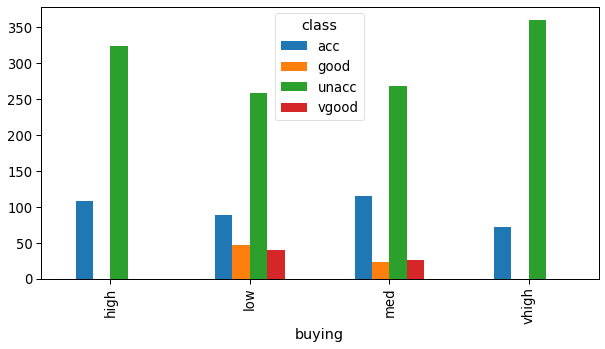 class
acc
good
unacc
vgood
350
300
250
200
150
100
50
0
high
low
med
vhigh
buying